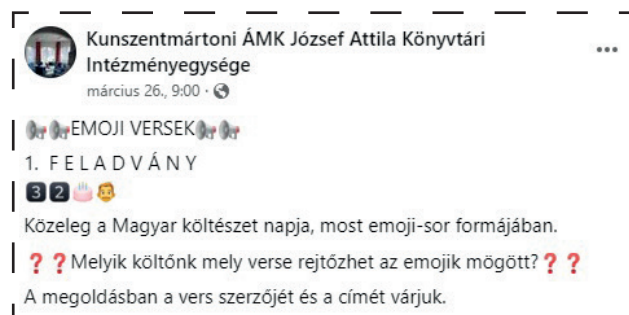 Kunszentmártoni ÁMK József Attila Könyvtári
Intézményegysége
március 26., 9:00 ·
📢📢EMOJI VERSEK📢📢
1. F E L A D V Á N Y
3️⃣2️⃣🎂👨
Közeleg a Magyar költészet napja, most emoji-sor formájában.
❓❓Melyik költőnk mely verse rejtőzhet az emojik mögött?❓❓
A megoldásban a vers szerzőjét és a címét várjuk.